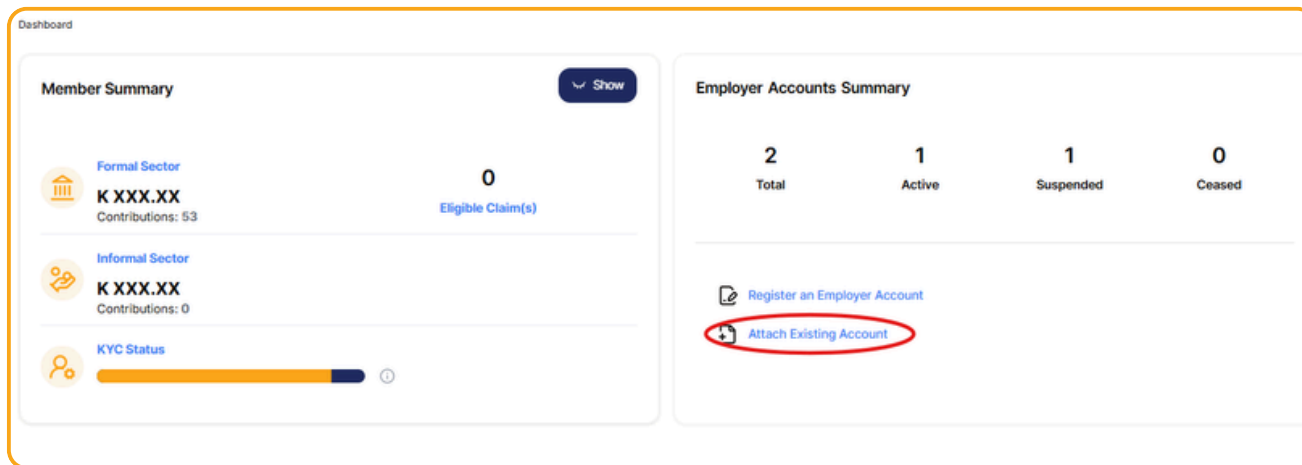 Dashboard
Member Summary
Show
Formal Sector
K XXX.XX
Contributions: 53
0
Eligible Claim(s)
Informal Sector
K XXX.XX
Contributions: 0
KYC Status
Employer Accounts Summary
2
Total
1
Active
1
Suspended
0
Ceased
Register an Employer Account
Attach Existing Account